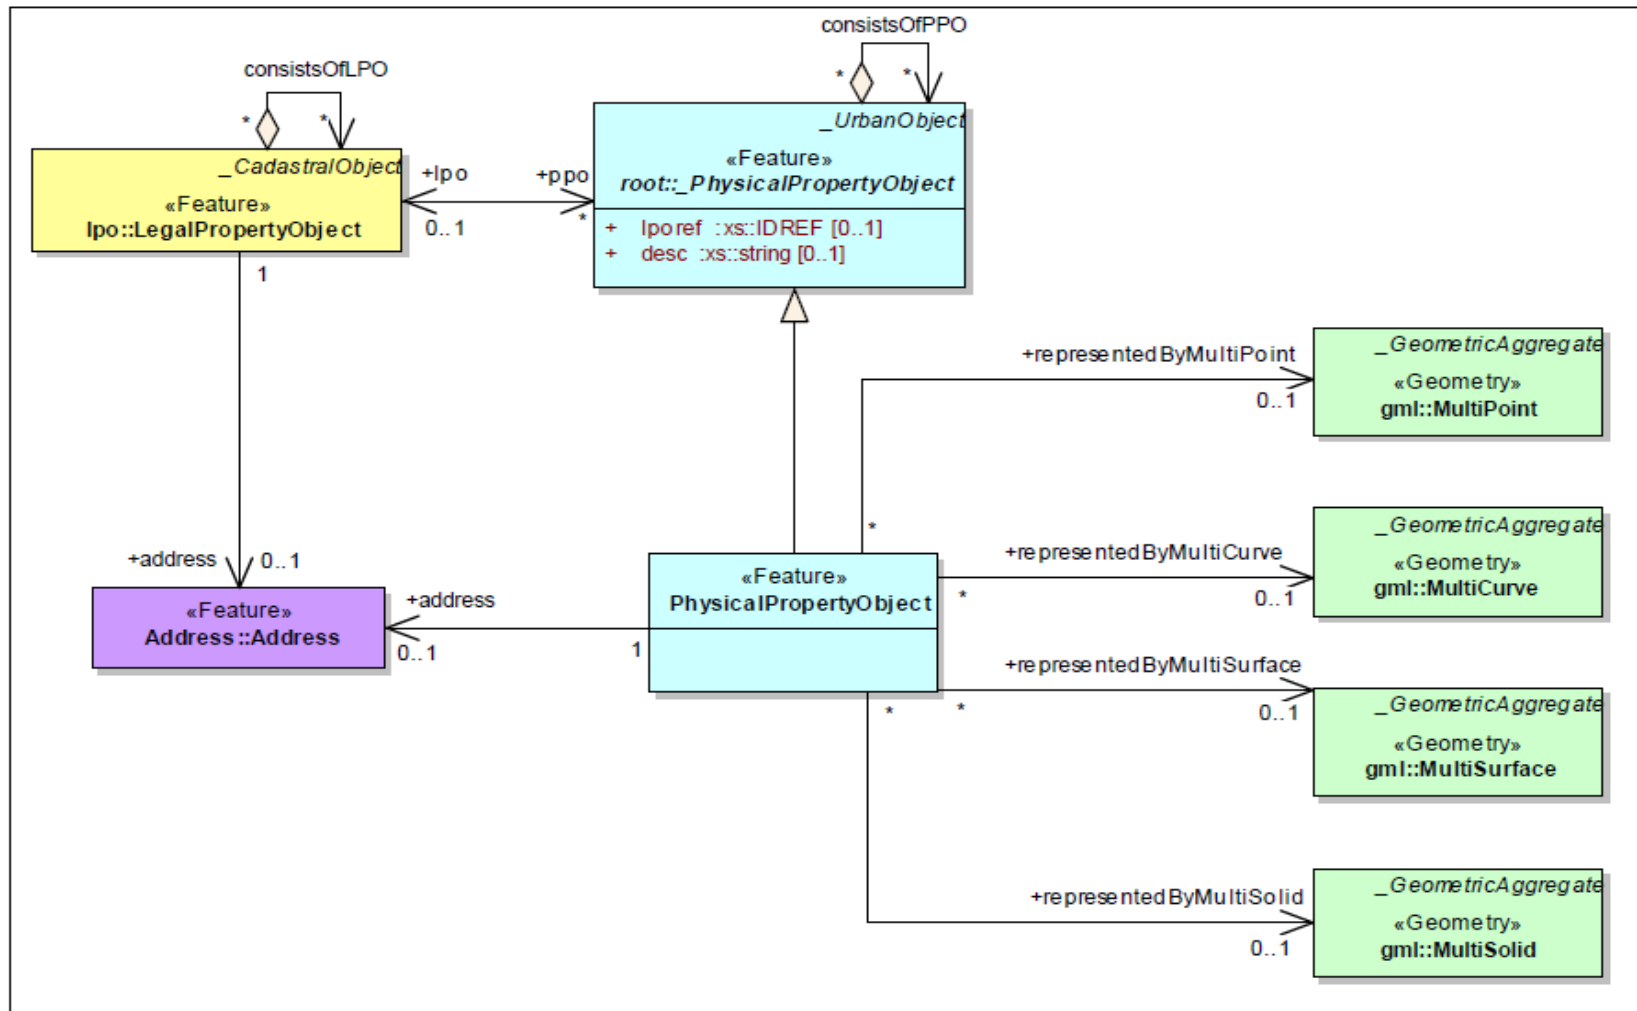 consistsOfPPO
* *
_UrbanObject
«Feature»
root::_PhysicalPropertyObject
+ lporef :xs::IDREF [0..1]
+ desc :xs::string [0..1]
consistsOfLPO
* *
_CadastralObject
«Feature»
lpo::LegalPropertyObject
+lpo
0..1
+ppo
*
1
+address
0..1
«Feature»
Address::Address
+address
0..1
1
«Feature»
PhysicalPropertyObject
*
+representedByMultiPoint
0..1
_GeometricAggregate
«Geometry»
gml::MultiPoint
*
+representedByMultiCurve
0..1
_GeometricAggregate
«Geometry»
gml::MultiCurve
*
+representedByMultiSurface
0..1
_GeometricAggregate
«Geometry»
gml::MultiSurface
*
+representedByMultiSolid
0..1
_GeometricAggregate
«Geometry»
gml::MultiSolid